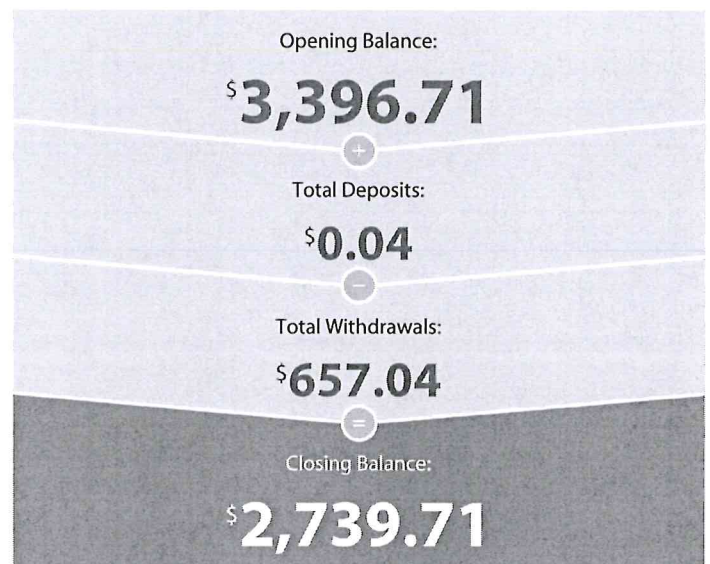 Opening Balance:
$3,396.71
+
Total Deposits:
$0.04
−
Total Withdrawals:
$657.04
=
Closing Balance:
$2,739.71